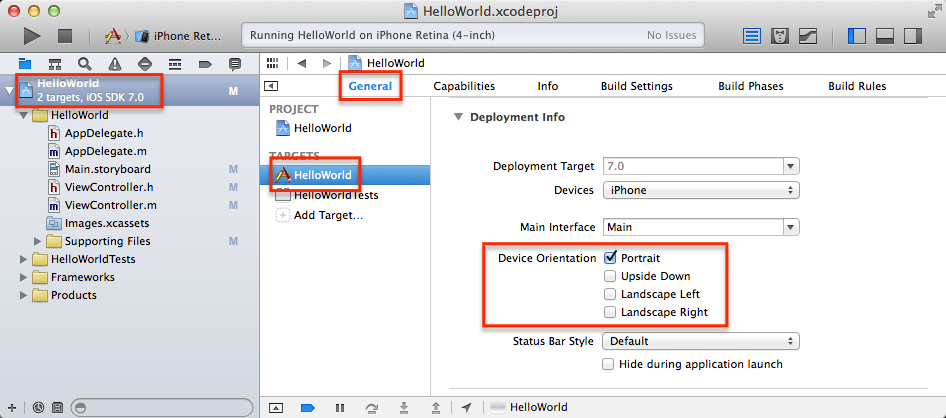 HelloWorld.xcodeproj
iPhone Ret...
Running HelloWorld on iPhone Retina (4-inch)
No Issues
HelloWorld
2 targets, iOS SDK 7.0
M
HelloWorld
h AppDelegate.h
m AppDelegate.m
Main.storyboard M
h ViewController.h M
m ViewController.m M
Images.xcassets
Supporting Files M
HelloWorldTests
Frameworks
Products
HelloWorld
General Capabilities Info Build Settings Build Phases Build Rules
PROJECT
HelloWorld
TARGETS
HelloWorld
HelloWorldTests
Add Target...
Deployment Info
Deployment Target 7.0
Devices iPhone
Main Interface Main
Device Orientation Portrait
Upside Down
Landscape Left
Landscape Right
Status Bar Style Default
Hide during application launch
HelloWorld